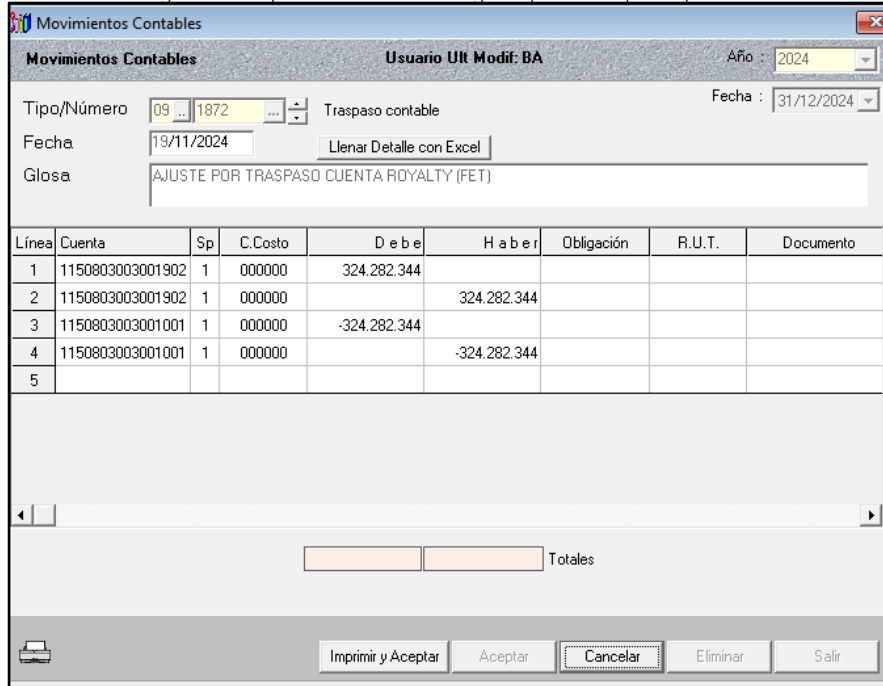 Movimientos Contables
Movimientos Contables Usuario Ult Modif: BA Año : 2024
Tipo/Número 09 .. 1872 ... Traspaso contable Fecha : 31/12/2024
Fecha 19/11/2024 Llenar Detalle con Excel
Glosa AJUSTE POR TRASPASO CUENTA ROYALTY (FET)
Línea Cuenta Sp C.Costo D e b e H a b e r Obligación R.U.T. Documento
1 1150803003001902 1 000000 324.282.344
2 1150803003001902 1 000000 324.282.344
3 1150803003001001 1 000000 -324.282.344
4 1150803003001001 1 000000 -324.282.344
5
Totales
Imprimir y Aceptar Aceptar Cancelar Eliminar Salir